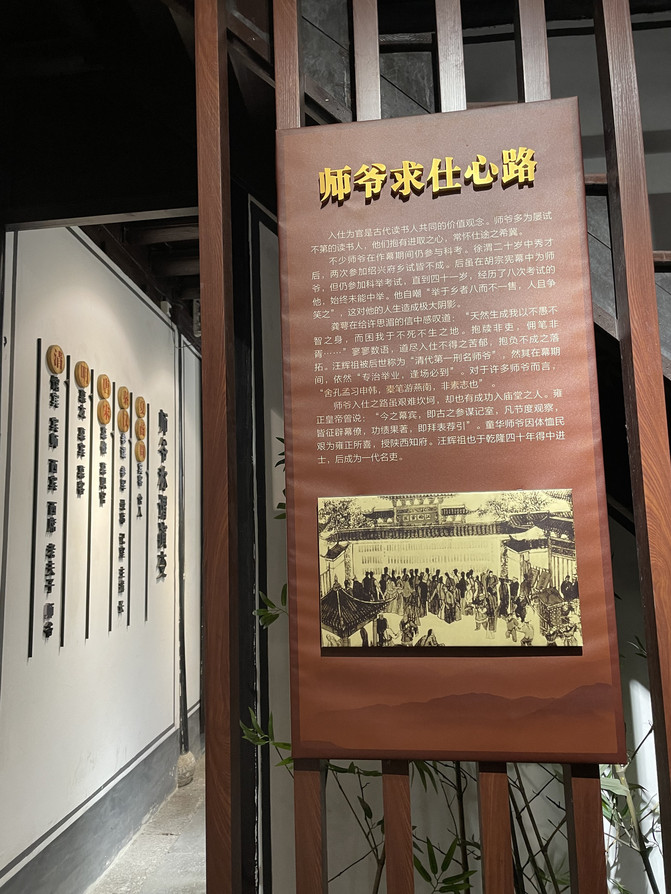 师爷求仕心路
入仕为官是古代读书人共同的价值观念。师爷多为屡试
不第的读书人，他们抱有进取之心，常怀仕途之希冀。
不少师爷在作幕期间仍参与科考。徐渭二十岁中秀才
后，两次参加绍兴府乡试皆不成。后虽在胡宗宪幕中为师
爷，但仍参加科举考试，直到四十一岁，经历了八次考试的
他，始终未能中举。他自嘲“举于乡者八而不一售，人且争
笑之”，这对他的人生造成极大阴影。
龚萼在给许思湄的信中感叹道：“天然生成我以不愚不
智之身，而困我于不死不生之地。抱牍非吏，佣笔非
胥……”寥寥数语，道尽入仕不得之苦郁，抱负不成之落
拓。汪辉祖被后世称为“清代第一刑名师爷”。然其在幕期
间，依然“专治举业，逢场必到”。对于许多师爷而言，
“舍孔孟习申韩，橐笔游燕南，非素志也”。
师爷入仕之路虽艰难坎坷，却也有成功入庙堂之人。雍
正皇帝曾说：“今之幕宾，即古之参谋记室，凡节度观察，
皆征辟幕僚，功绩果著，即拜表荐引”。童华师爷因体恤民
艰为雍正所喜，授陕西知府。汪辉祖也于乾隆四十年得中进
士，后成为一代名吏。
清
馆宾 宾师 西宾 西席 老夫子 师爷